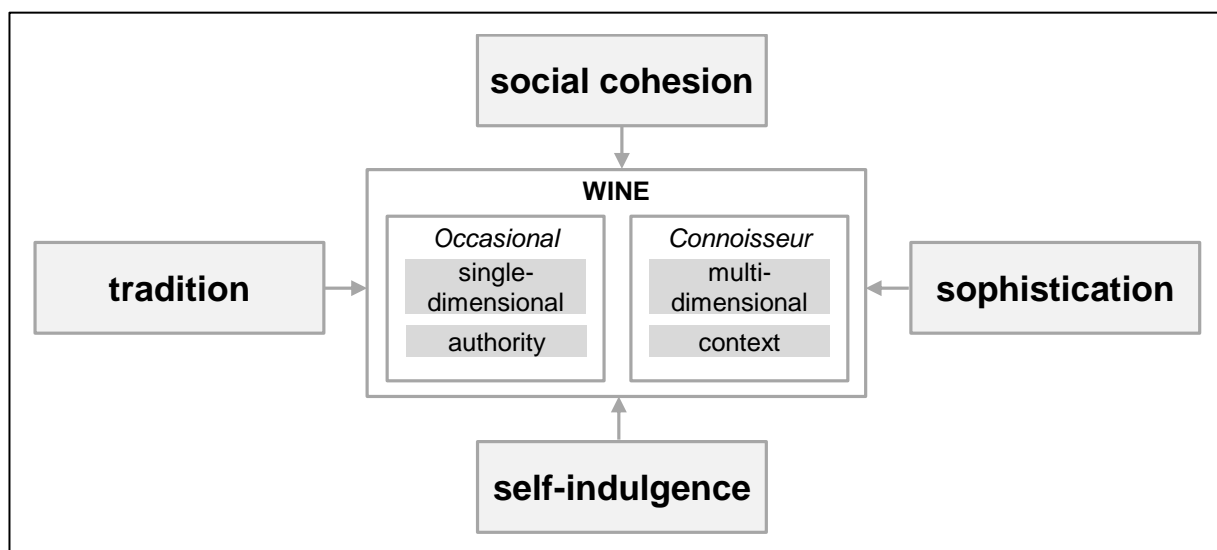 social cohesion
WINE
Occasional
single-
dimensional
authority
Connoisseur
multi-
dimensional
context
tradition
sophistication
self-indulgence